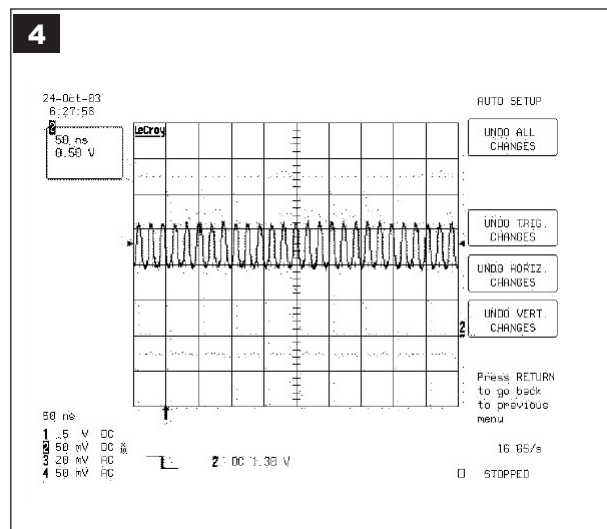 4
24-Oct-03
6:27:58
2
50 ns
0.50 V
LeCroy
AUTO SETUP
UNDO ALL
CHANGES
UNDO TRIG.
CHANGES
UNDO HORIZ.
CHANGES
UNDO VERT.
CHANGES
2
Press RETURN
to go back
to previous
menu
50 ns
1 .5 V DC
2 50 mV DC
3 20 mV AC
4 50 mV AC
2 DC 1.30 V
16 GS/s
STOPPED